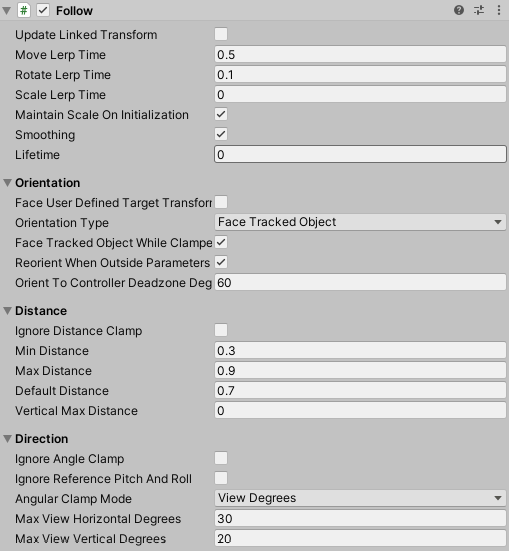 Follow
Update Linked Transform
Move Lerp Time 0.5
Rotate Lerp Time 0.1
Scale Lerp Time 0
Maintain Scale On Initialization
Smoothing
Lifetime 0
Orientation
Face User Defined Target Transfor
Orientation Type Face Tracked Object
Face Tracked Object While Clampe
Reorient When Outside Parameters
Orient To Controller Deadzone Deg 60
Distance
Ignore Distance Clamp
Min Distance 0.3
Max Distance 0.9
Default Distance 0.7
Vertical Max Distance 0
Direction
Ignore Angle Clamp
Ignore Reference Pitch And Roll
Angular Clamp Mode View Degrees
Max View Horizontal Degrees 30
Max View Vertical Degrees 20